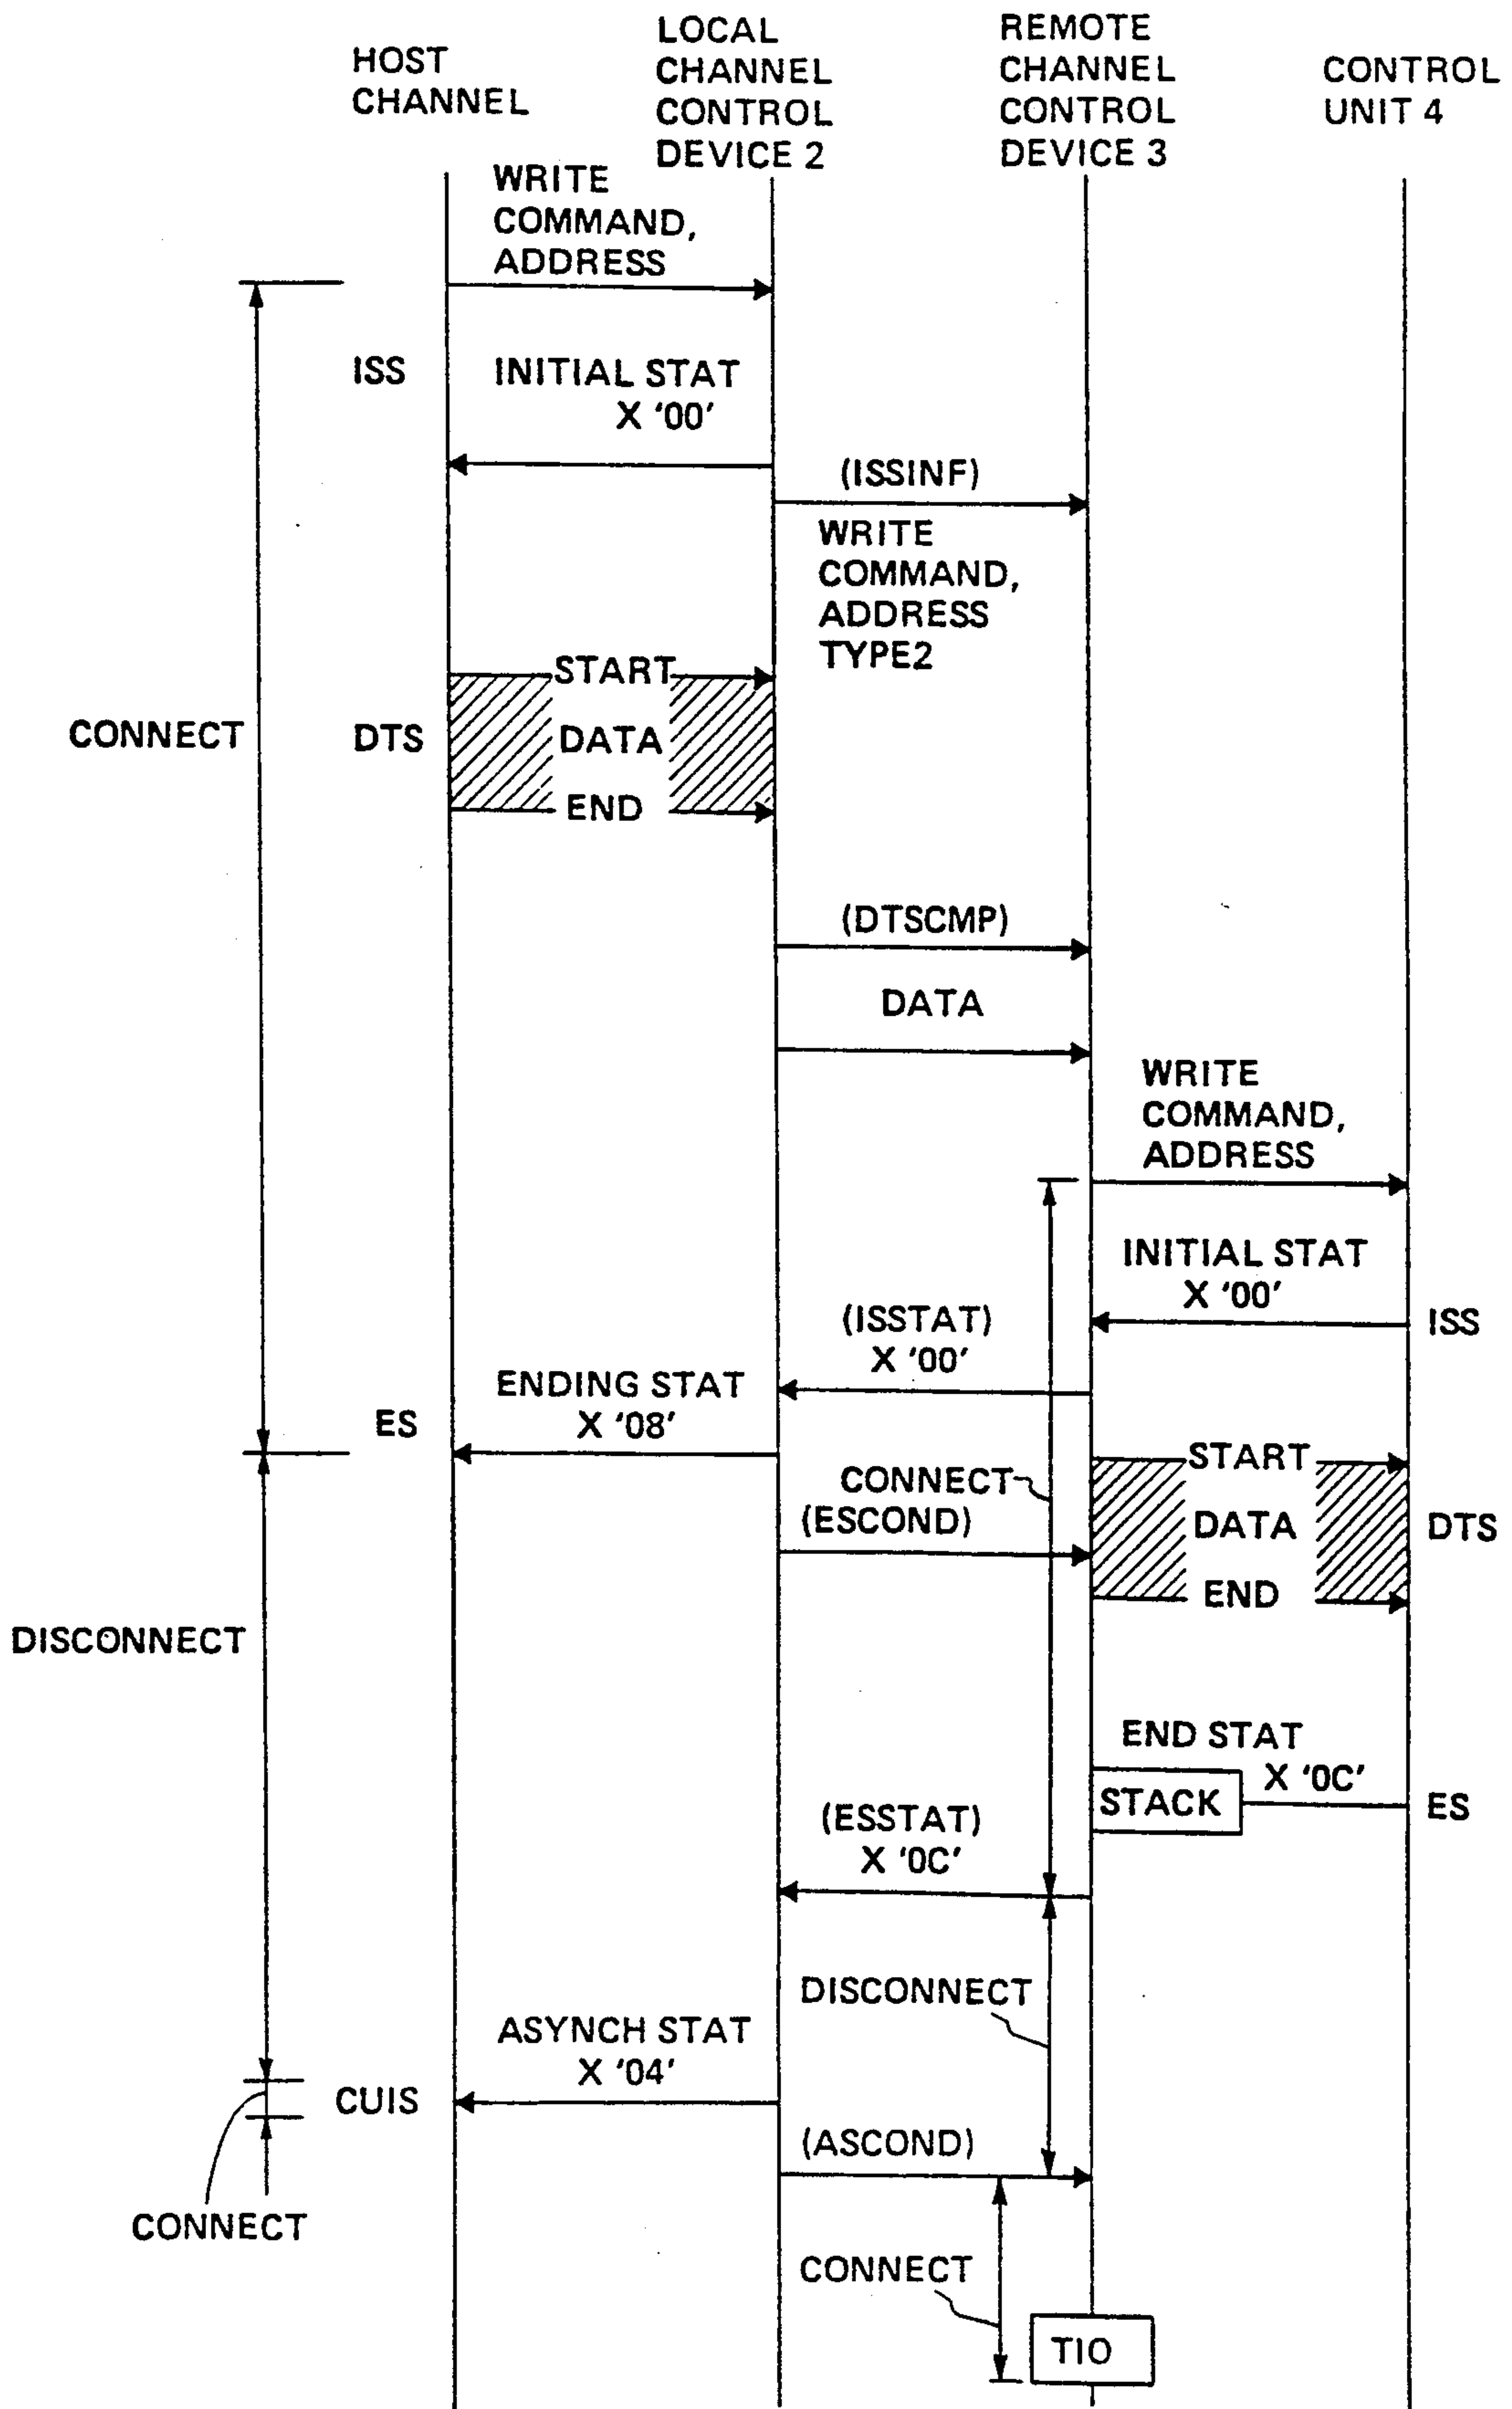 HOST
CHANNEL
LOCAL
CHANNEL
CONTROL
DEVICE 2
REMOTE
CHANNEL
CONTROL
DEVICE 3
CONTROL
UNIT 4
WRITE
COMMAND,
ADDRESS
ISS
INITIAL STAT
X '00'
(ISSINF)
WRITE
COMMAND,
ADDRESS
TYPE2
START
CONNECT
DTS
DATA
END
(DTSCMP)
DATA
WRITE
COMMAND,
ADDRESS
INITIAL STAT
X '00'
ISS
(ISSTAT)
X '00'
ENDING STAT
X '08'
ES
CONNECT
(ESCOND)
START
DATA
END
DTS
DISCONNECT
END STAT
X '0C'
STACK
ES
(ESSTAT)
X '0C'
DISCONNECT
ASYNCH STAT
X '04'
CUIS
(ASCOND)
CONNECT
CONNECT
TIO